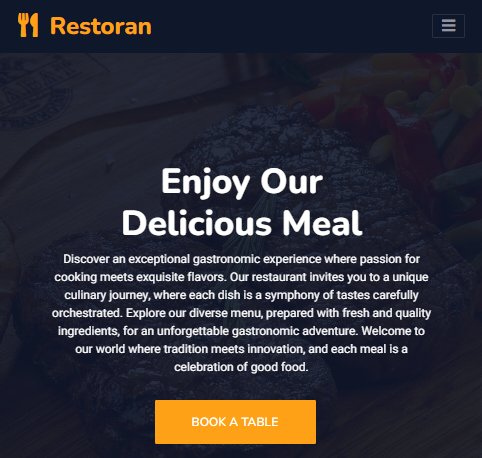 Restoran
Enjoy Our
Delicious Meal
Discover an exceptional gastronomic experience where passion for
cooking meets exquisite flavors. Our restaurant invites you to a unique
culinary journey, where each dish is a symphony of tastes carefully
orchestrated. Explore our diverse menu, prepared with fresh and quality
ingredients, for an unforgettable gastronomic adventure. Welcome to
our world where tradition meets innovation, and each meal is a
celebration of good food.
BOOK A TABLE